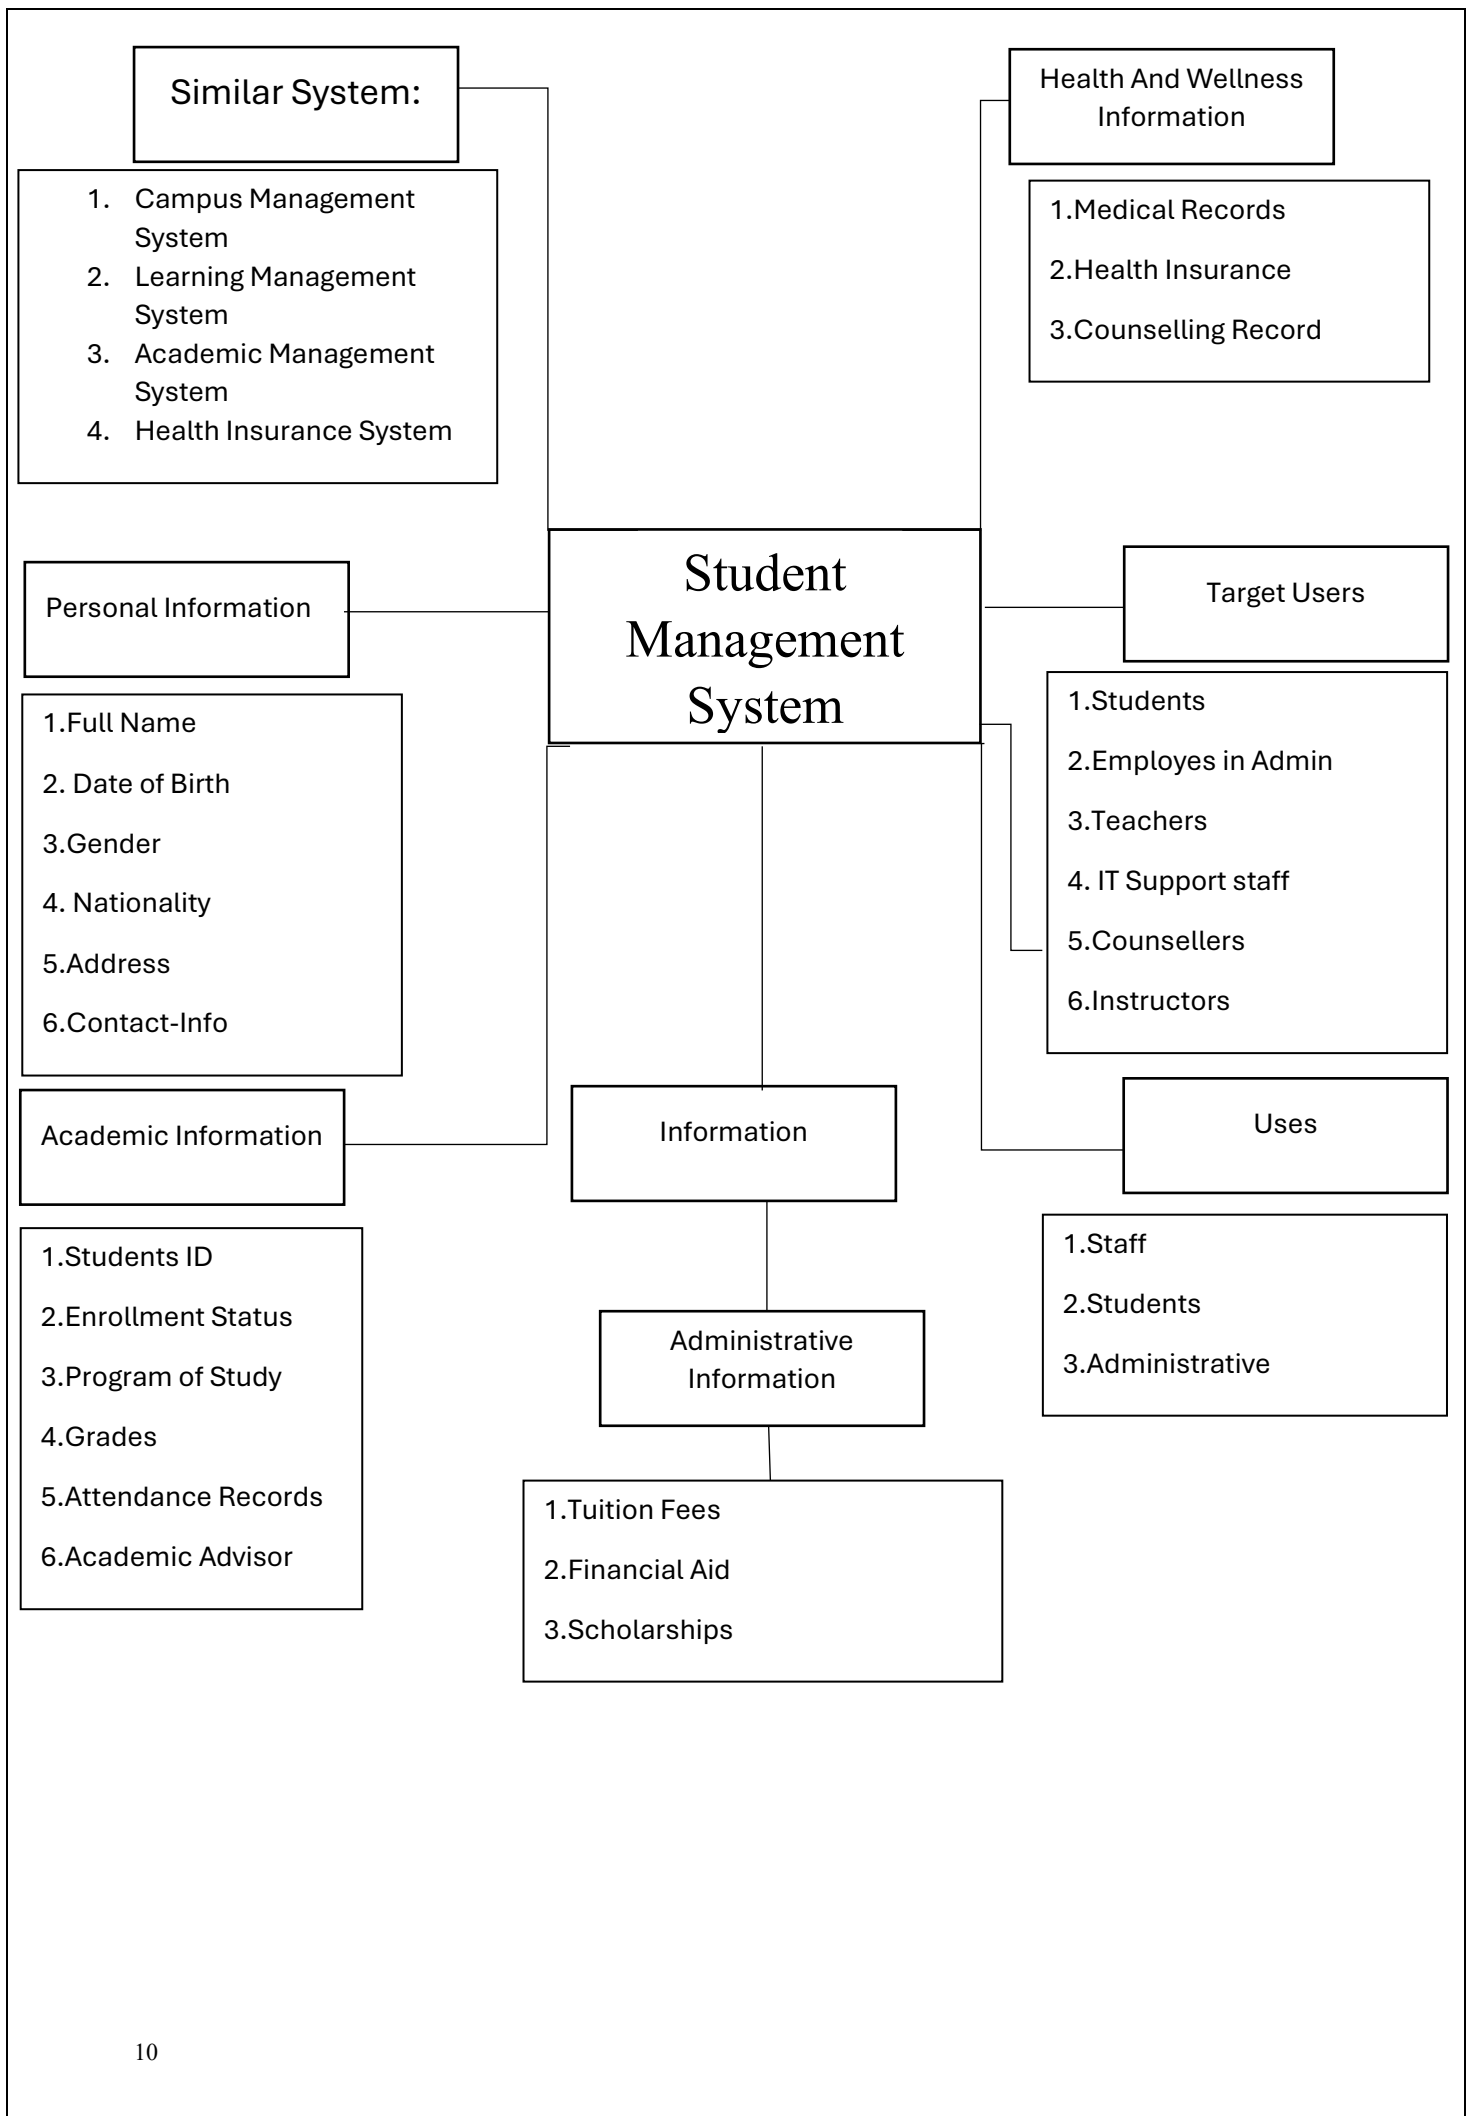 Similar System:
1. Campus Management
System
2. Learning Management
System
3. Academic Management
System
4. Health Insurance System
Health And Wellness
Information
1.Medical Records
2.Health Insurance
3.Counselling Record
Student
Management
System
Personal Information
1.Full Name
2. Date of Birth
3.Gender
4. Nationality
5.Address
6.Contact-Info
Target Users
1.Students
2.Employes in Admin
3.Teachers
4. IT Support staff
5.Counsellers
6.Instructors
Academic Information
1.Students ID
2.Enrollment Status
3.Program of Study
4.Grades
5.Attendance Records
6.Academic Advisor
Information
Administrative
Information
1.Tuition Fees
2.Financial Aid
3.Scholarships
Uses
1.Staff
2.Students
3.Administrative
10